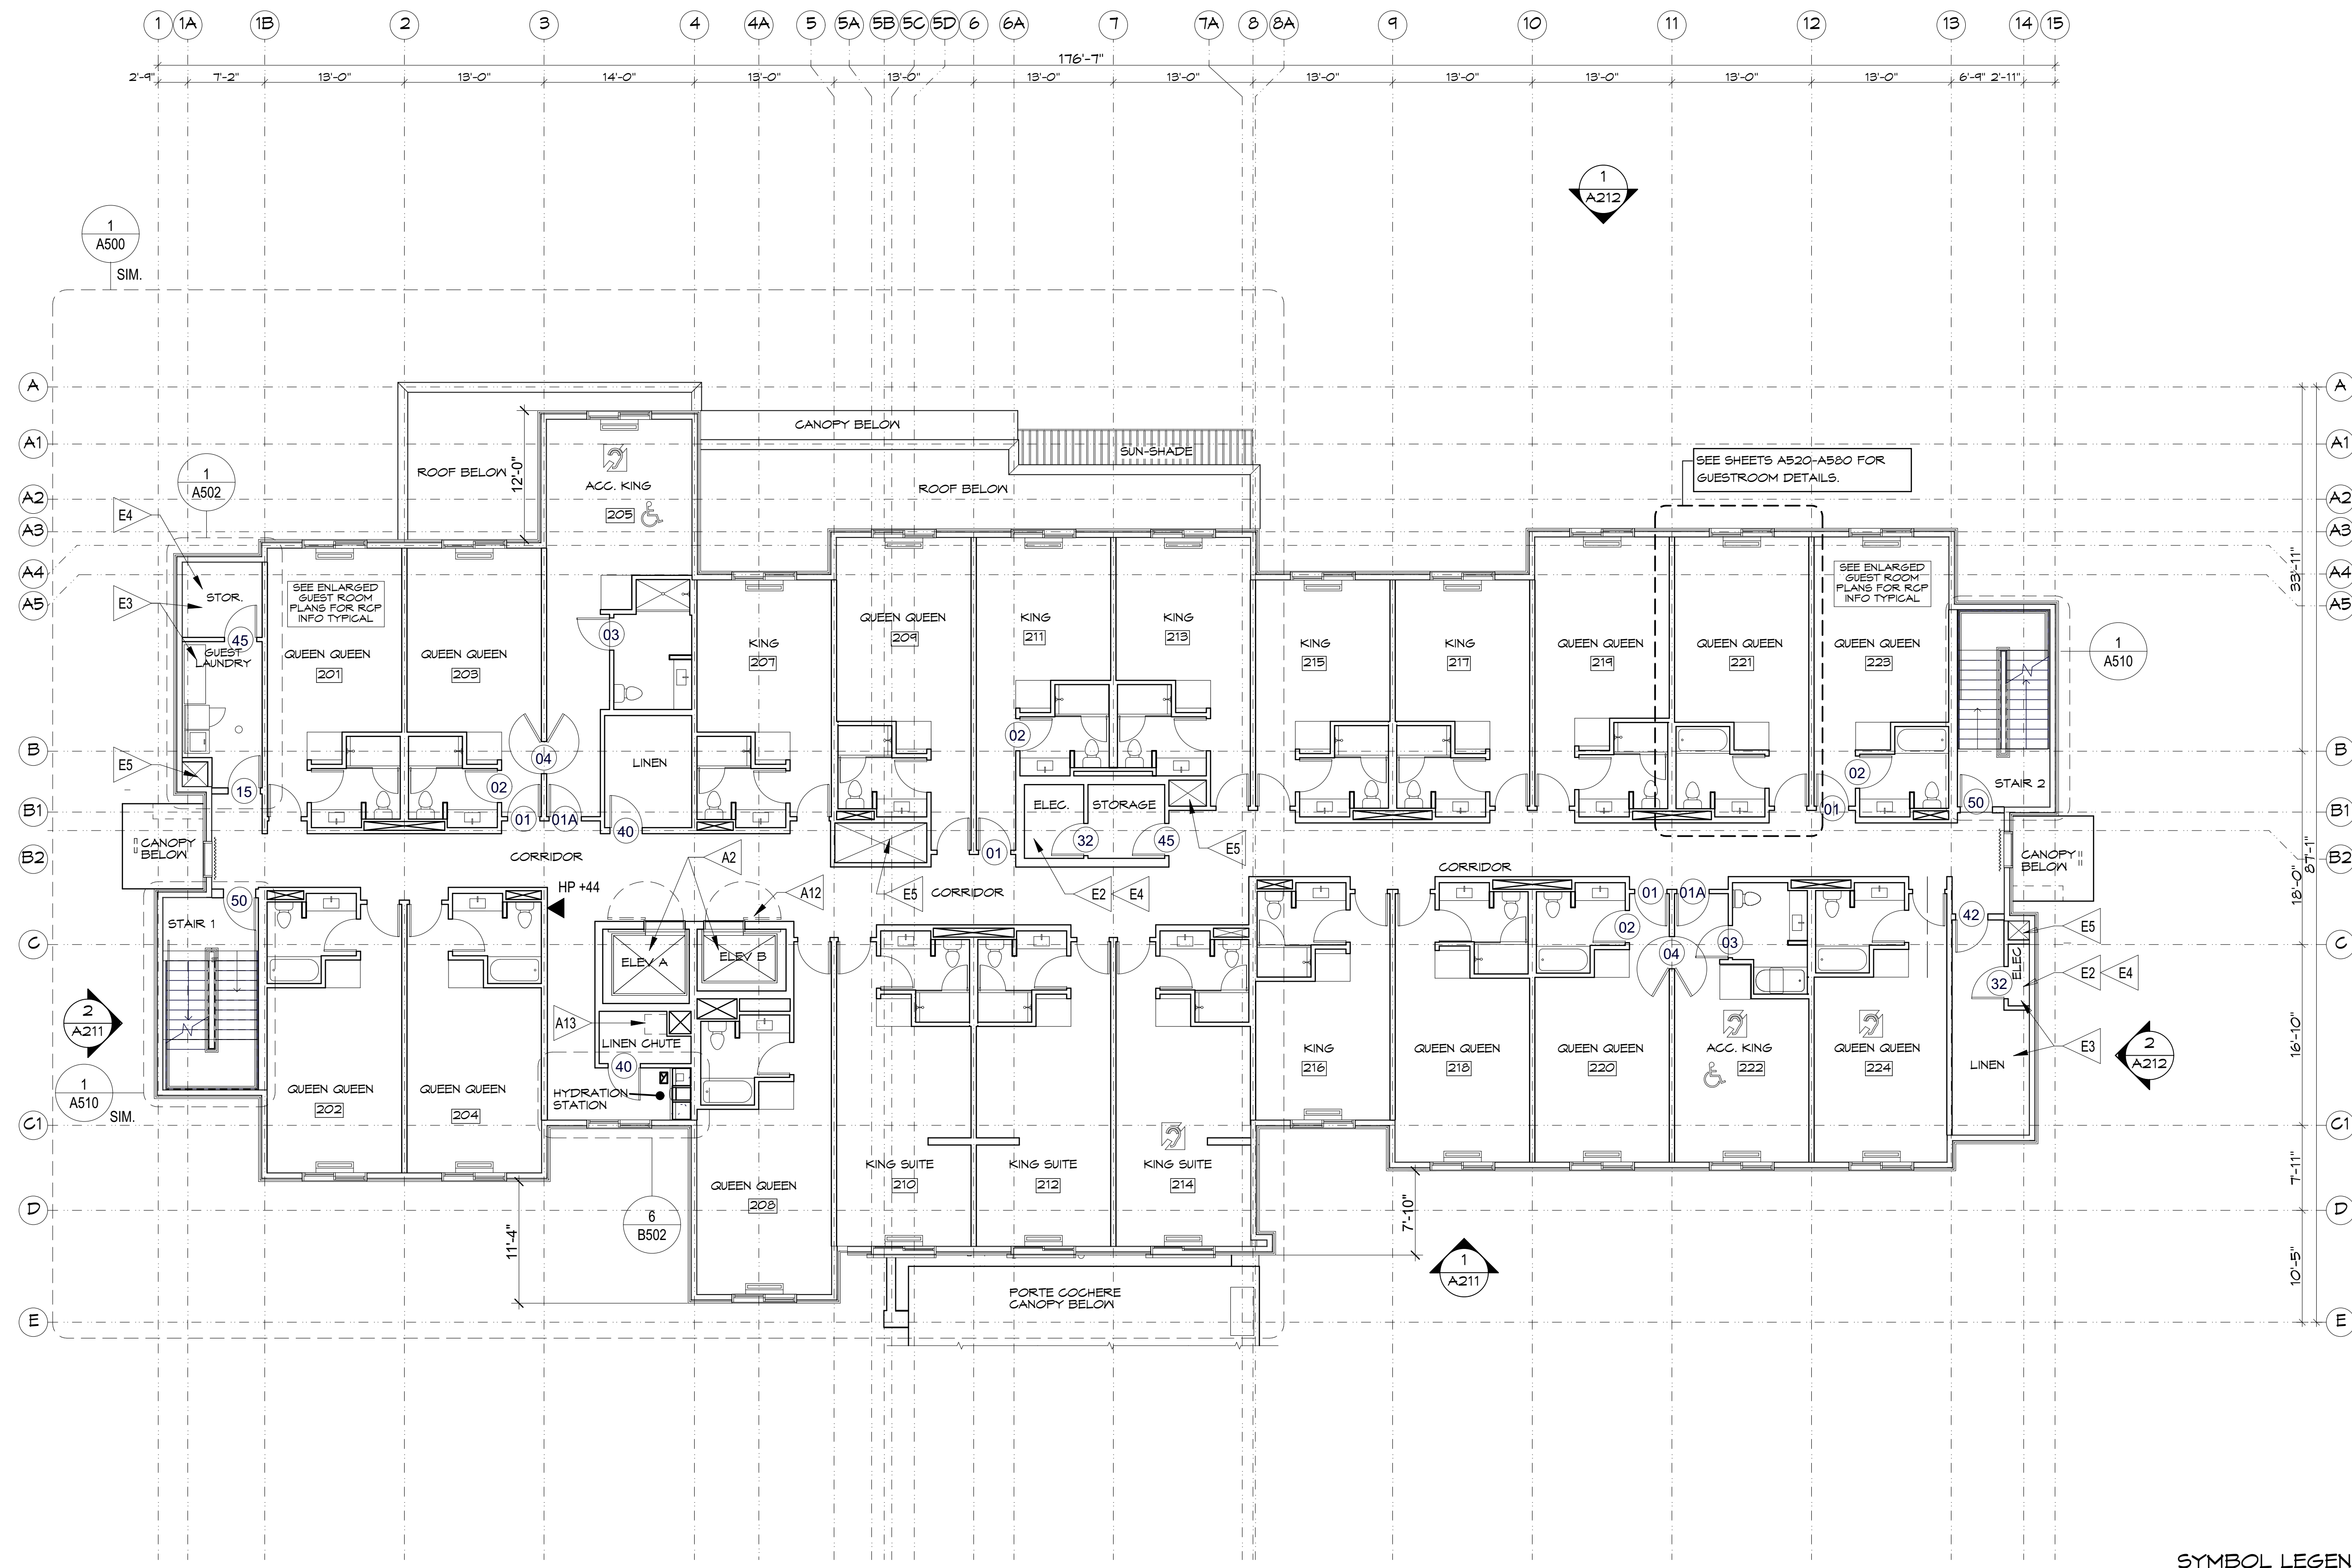 1 1A 1B 2 3 4 4A 5 5A 5B 5C 5D 6 6A 7 7A 8 8A 9 10 11 12 13 14 15
176'-7"
2'-9" 7'-2" 13'-0" 13'-0" 14'-0" 13'-0" 13'-0" 13'-0" 13'-0" 13'-0" 13'-0" 13'-0" 13'-0" 13'-0" 6'-9" 2'-11"
1
A212
1
A500
SIM.
A A
A1 A1
A2 A2
A3 A3
A4 A4
A5 A5
B B
B1 B1
B2 B2
C C
C1 C1
D D
E E
33'-11"
87'-1"
18'-0"
16'-10"
7'-11"
10'-5"
CANOPY BELOW
SUN-SHADE
ROOF BELOW
12'-0"
ROOF BELOW
ACC. KING
205
SEE SHEETS A520-A580 FOR
GUESTROOM DETAILS.
1
A502
E4
E3
STOR.
45
GUEST
LAUNDRY
E5
15
SEE ENLARGED
GUEST ROOM
PLANS FOR RCP
INFO TYPICAL
QUEEN QUEEN
201
QUEEN QUEEN
203
03
04
02
01
01A
LINEN
40
KING
207
QUEEN QUEEN
209
KING
211
KING
213
02
ELEC.
STORAGE
32
45
01
E5
E5
E2
E4
KING
215
KING
217
QUEEN QUEEN
219
QUEEN QUEEN
221
SEE ENLARGED
GUEST ROOM
PLANS FOR RCP
INFO TYPICAL
QUEEN QUEEN
223
02
01
STAIR 2
50
1
A510
CANOPY
BELOW
CORRIDOR
CORRIDOR
CORRIDOR
CANOPY
BELOW
50
STAIR 1
HP +44
A2
A12
ELEV A
ELEV B
A13
LINEN CHUTE
40
HYDRATION
STATION
2
A211
1
A510
SIM.
QUEEN QUEEN
202
QUEEN QUEEN
204
QUEEN QUEEN
208
KING SUITE
210
KING SUITE
212
KING SUITE
214
KING
216
QUEEN QUEEN
218
QUEEN QUEEN
220
01
01A
02
04
03
ACC. KING
222
QUEEN QUEEN
224
42
ELEC
32
LINEN
E5
E2
E4
E3
2
A212
6
B502
11'-4"
7'-10"
1
A211
PORTE COCHERE
CANOPY BELOW
SYMBOL LEGEN